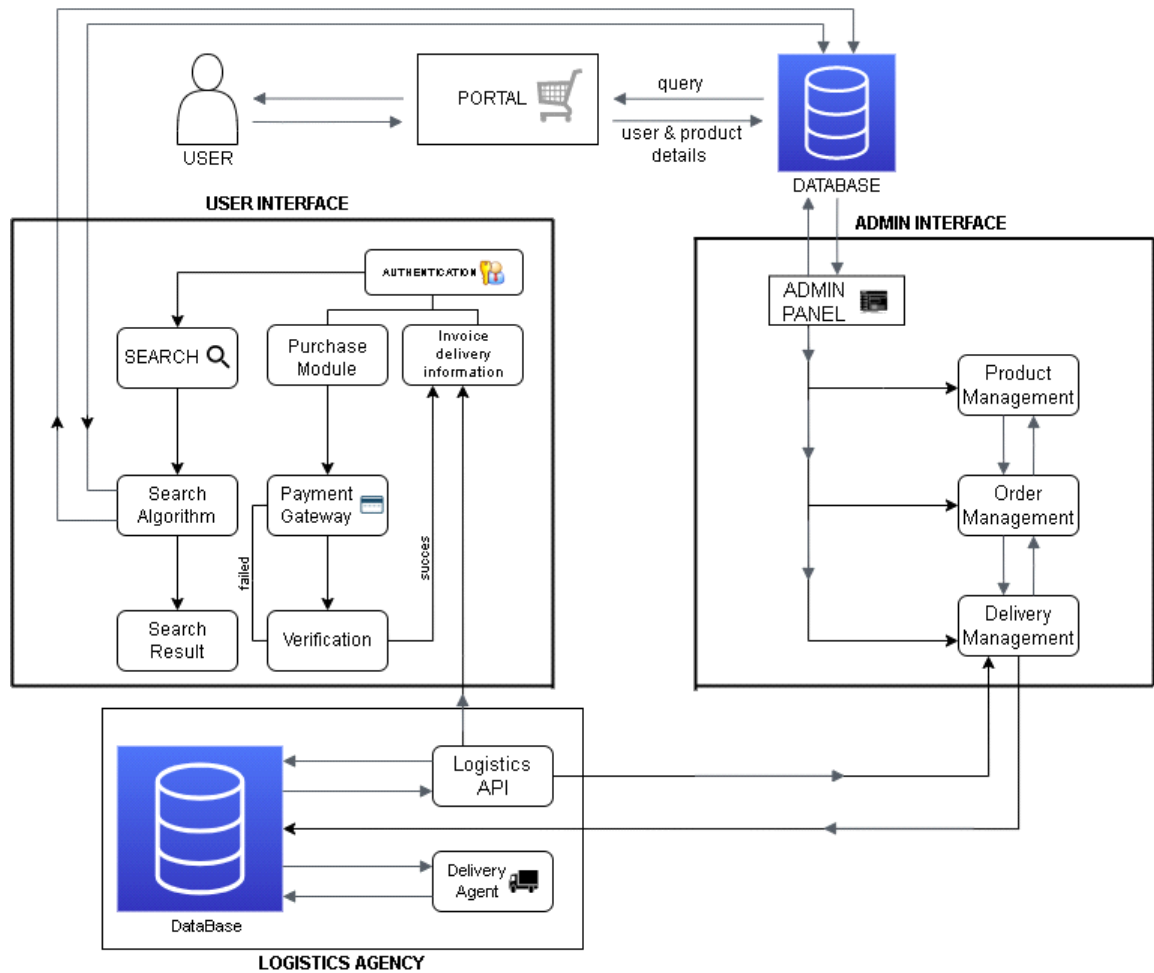 PORTAL
query
user & product
details
USER
DATABASE
USER INTERFACE
AUTHENTICATION
SEARCH
Purchase
Module
Invoice
delivery
information
Search
Algorithm
Payment
Gateway
failed
succes
Search
Result
Verification
ADMIN INTERFACE
ADMIN
PANEL
Product
Management
Order
Management
Delivery
Management
Logistics
API
Delivery
Agent
DataBase
LOGISTICS AGENCY